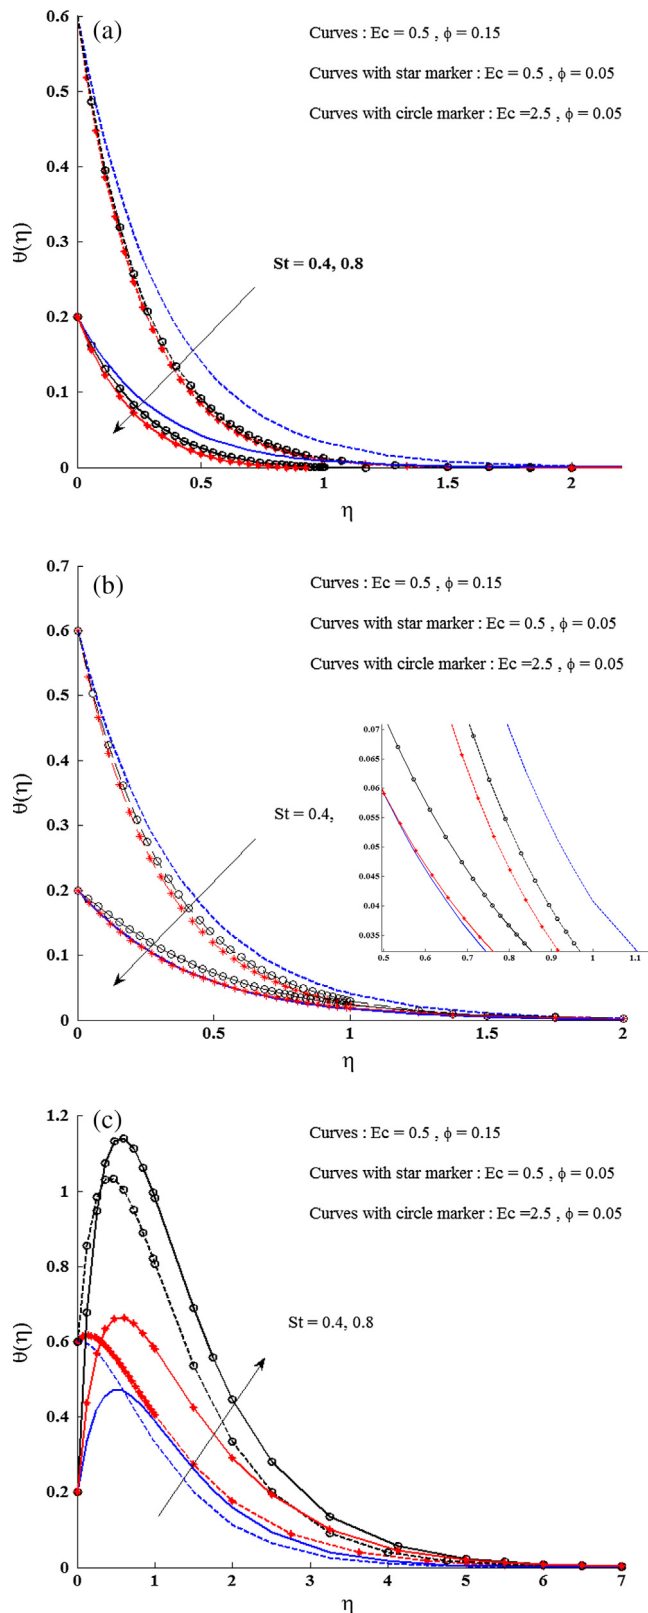 (a)
Curves : Ec = 0.5 , ϕ = 0.15
Curves with star marker : Ec = 0.5 , ϕ = 0.05
Curves with circle marker : Ec =2.5 , ϕ = 0.05
0.6
0.5
0.4
0.3
0.2
0.1
0
θ(η)
St = 0.4, 0.8
0 0.5 1 1.5 2
η
(b)
Curves : Ec = 0.5 , ϕ = 0.15
Curves with star marker : Ec = 0.5 , ϕ = 0.05
Curves with circle marker : Ec =2.5 , ϕ = 0.05
0.7
0.6
0.5
0.4
0.3
0.2
0.1
0
θ(η)
St = 0.4,
0.07
0.065
0.06
0.055
0.05
0.045
0.04
0.035
0.5 0.6 0.7 0.8 0.9 1 1.1
0 0.5 1 1.5 2
η
(c)
Curves : Ec = 0.5 , ϕ = 0.15
Curves with star marker : Ec = 0.5 , ϕ = 0.05
Curves with circle marker : Ec =2.5 , ϕ = 0.05
1.2
1
0.8
0.6
0.4
0.2
0
θ(η)
St = 0.4, 0.8
0 1 2 3 4 5 6 7
η